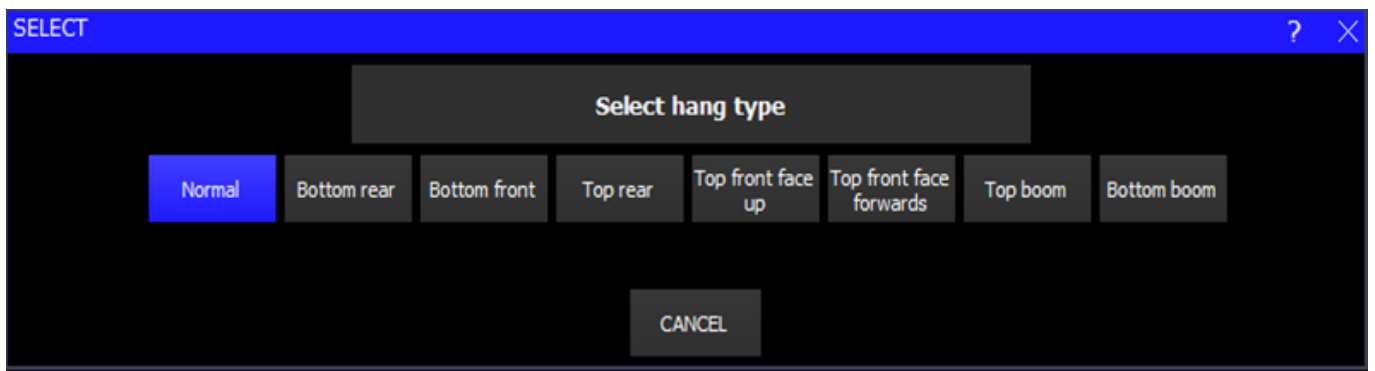 SELECT ?
Select hang type
Normal Bottom rear Bottom front Top rear Top front face up Top front face forwards Top boom Bottom boom
CANCEL